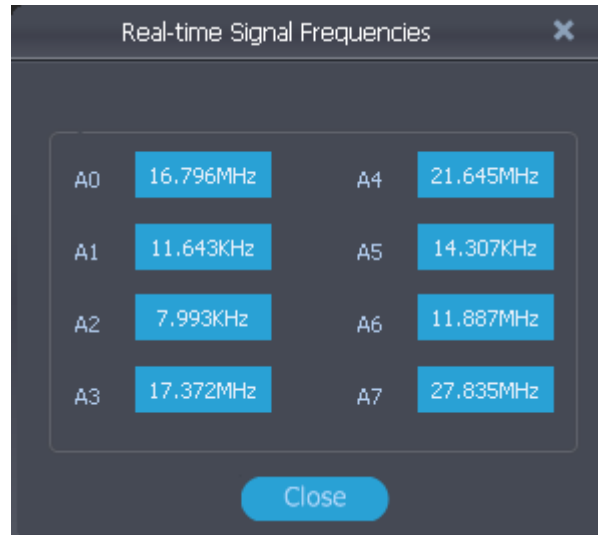 Real-time Signal Frequencies
A0 16.796MHz A4 21.645MHz
A1 11.643KHz A5 14.307KHz
A2 7.993KHz A6 11.887MHz
A3 17.372MHz A7 27.835MHz
Close